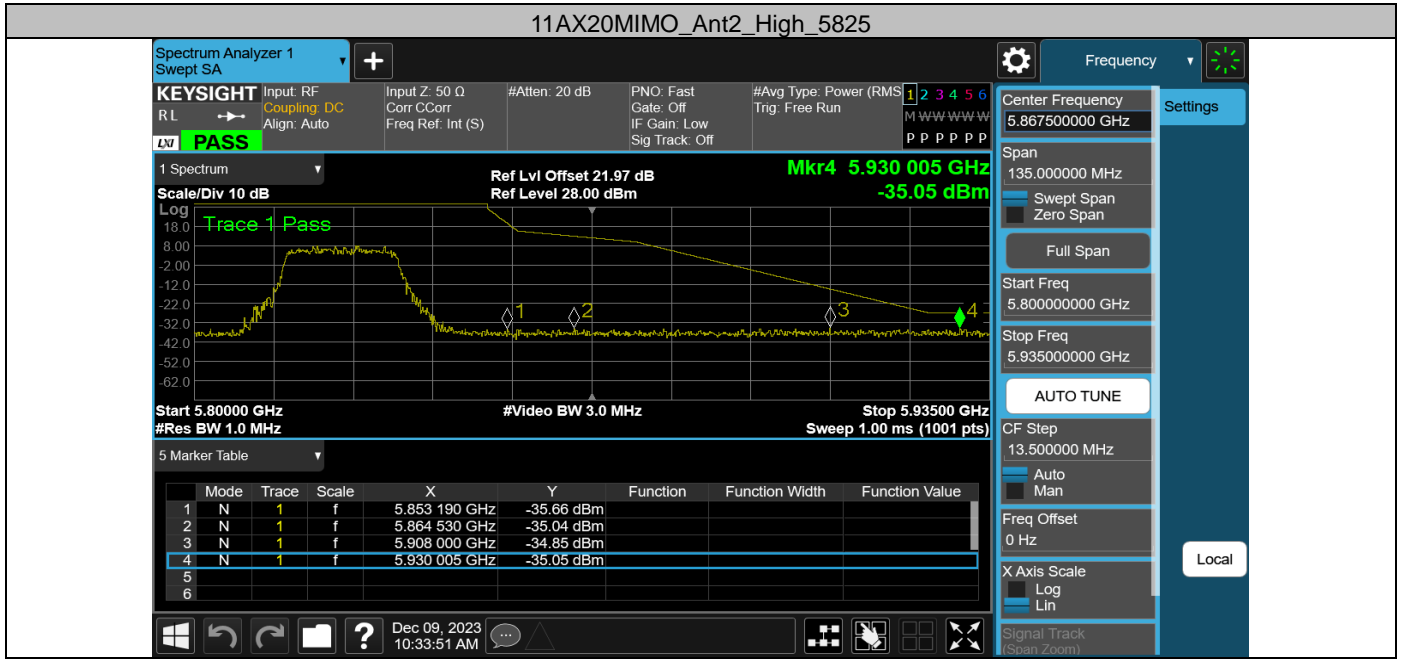 11AX20MIMO_Ant2_High_5825
Spectrum Analyzer 1
Swept SA
Frequency
KEYSIGHT
RL
LXI
PASS
Input: RF
Coupling: DC
Align: Auto
Input Z: 50 Ω
Corr CCorr
Freq Ref: Int (S)
#Atten: 20 dB
PNO: Fast
Gate: Off
IF Gain: Low
Sig Track: Off
#Avg Type: Power (RMS
Trig: Free Run
1 2 3 4 5 6
M W W W W W
P P P P P P
1 Spectrum
Scale/Div 10 dB
Ref Lvl Offset 21.97 dB
Ref Level 28.00 dBm
Mkr4 5.930 005 GHz
-35.05 dBm
Log
Trace 1 Pass
18.0
8.00
-2.00
-12.0
-22.0
-32.0
-42.0
-52.0
-62.0
1
2
3
4
Start 5.80000 GHz
#Video BW 3.0 MHz
Stop 5.93500 GHz
#Res BW 1.0 MHz
Sweep 1.00 ms (1001 pts)
5 Marker Table
Mode Trace Scale X Y Function Function Width Function Value
1 N 1 f 5.853 190 GHz -35.66 dBm
2 N 1 f 5.864 530 GHz -35.04 dBm
3 N 1 f 5.908 000 GHz -34.85 dBm
4 N 1 f 5.930 005 GHz -35.05 dBm
5
6
?
Dec 09, 2023
10:33:51 AM
Center Frequency
5.867500000 GHz
Settings
Span
135.000000 MHz
Swept Span
Zero Span
Full Span
Start Freq
5.800000000 GHz
Stop Freq
5.935000000 GHz
AUTO TUNE
CF Step
13.500000 MHz
Auto
Man
Freq Offset
0 Hz
X Axis Scale
Log
Lin
Local
Signal Track
(Span Zoom)